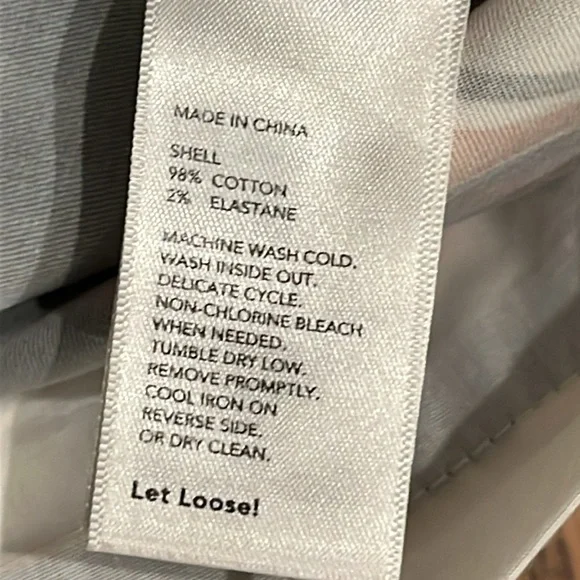 MADE IN CHINA
SHELL
98% COTTON
2% ELASTANE
MACHINE WASH COLD.
WASH INSIDE OUT.
DELICATE CYCLE.
NON-CHLORINE BLEACH
WHEN NEEDED.
TUMBLE DRY LOW.
REMOVE PROMPTLY.
COOL IRON ON
REVERSE SIDE.
OR DRY CLEAN.
Let Loose!